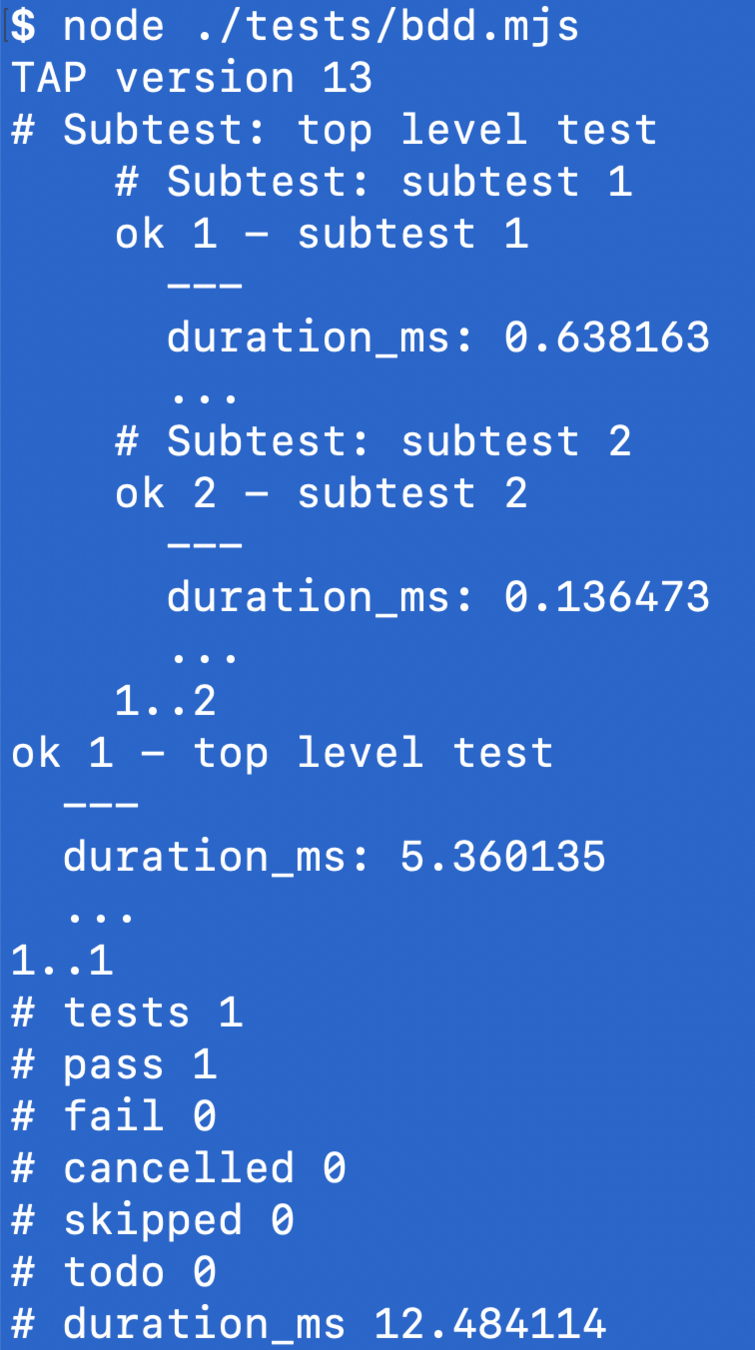 $ node ./tests/bdd.mjs
TAP version 13
# Subtest: top level test
    # Subtest: subtest 1
    ok 1 - subtest 1
      ---
      duration_ms: 0.638163
      ...
    # Subtest: subtest 2
    ok 2 - subtest 2
      ---
      duration_ms: 0.136473
      ...
    1..2
ok 1 - top level test
  ---
  duration_ms: 5.360135
  ...
1..1
# tests 1
# pass 1
# fail 0
# cancelled 0
# skipped 0
# todo 0
# duration_ms 12.484114